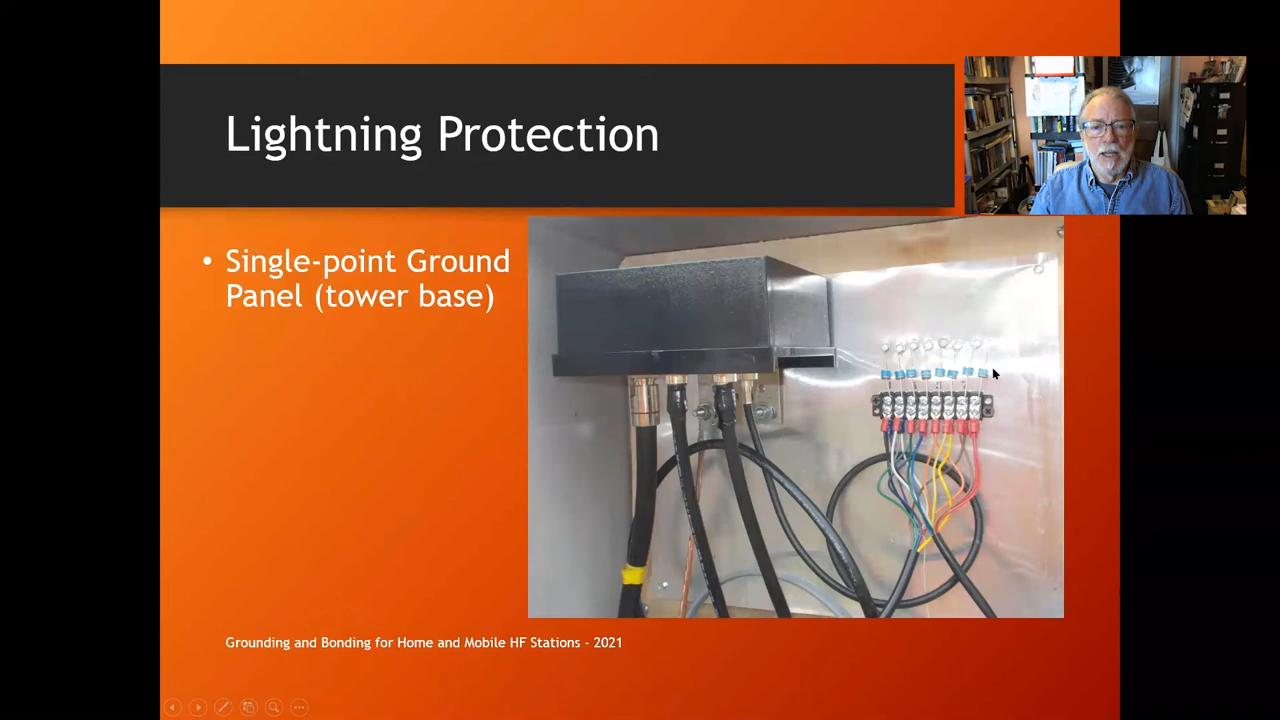 Lightning Protection
• Single-point Ground
Panel (tower base)
Grounding and Bonding for Home and Mobile HF Stations - 2021